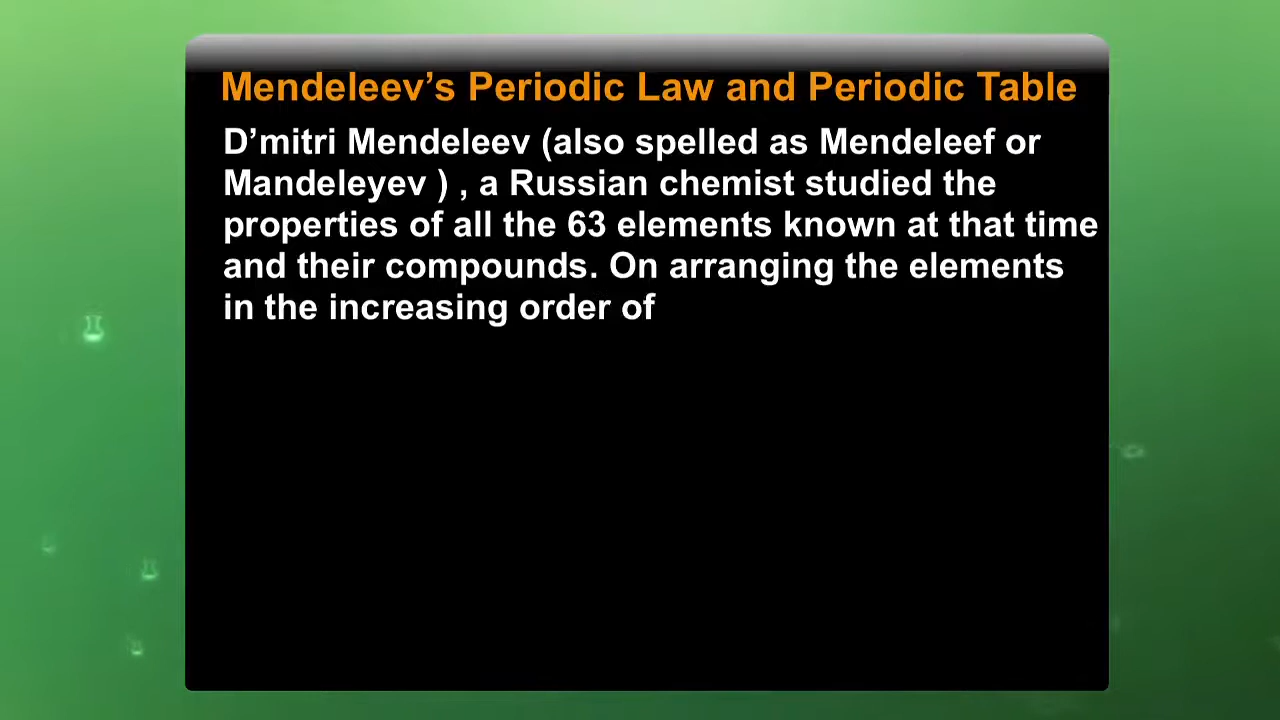 Mendeleev’s Periodic Law and Periodic Table
D’mitri Mendeleev (also spelled as Mendeleef or
Mandeleyev ) , a Russian chemist studied the
properties of all the 63 elements known at that time
and their compounds. On arranging the elements
in the increasing order of